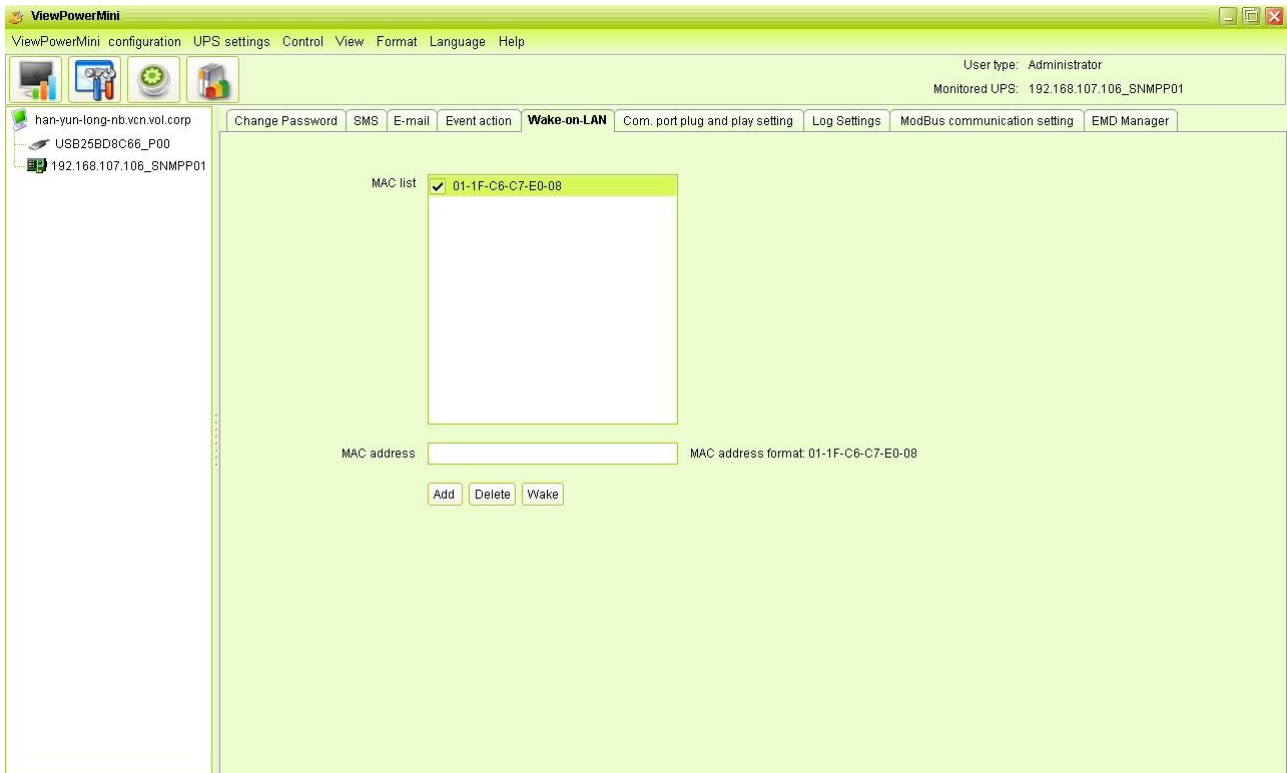 ViewPowerMini
ViewPowerMini configuration UPS settings Control View Format Language Help
User type: Administrator
Monitored UPS: 192.168.107.106_SNMPP01
han-yun-long-nb.vcn.vol.corp
USB25BD8C66_P00
192.168.107.106_SNMPP01
Change Password SMS E-mail Event action Wake-on-LAN Com. port plug and play setting Log Settings ModBus communication setting EMD Manager
MAC list 01-1F-C6-C7-E0-08
MAC address MAC address format: 01-1F-C6-C7-E0-08
Add Delete Wake